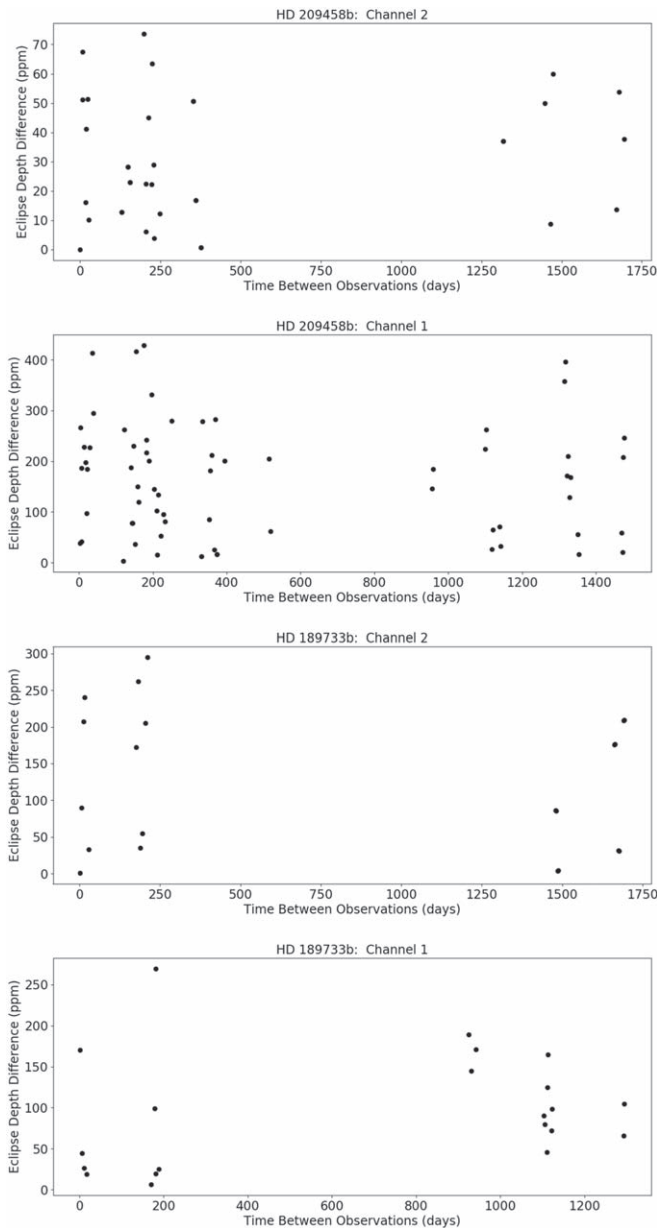 HD 209458b:  Channel 2
Eclipse Depth Difference (ppm)
70
60
50
40
30
20
10
0
0 250 500 750 1000 1250 1500 1750
Time Between Observations (days)
HD 209458b:  Channel 1
Eclipse Depth Difference (ppm)
400
300
200
100
0
0 200 400 600 800 1000 1200 1400
Time Between Observations (days)
HD 189733b:  Channel 2
Eclipse Depth Difference (ppm)
300
250
200
150
100
50
0
0 250 500 750 1000 1250 1500 1750
Time Between Observations (days)
HD 189733b:  Channel 1
Eclipse Depth Difference (ppm)
250
200
150
100
50
0
0 200 400 600 800 1000 1200
Time Between Observations (days)